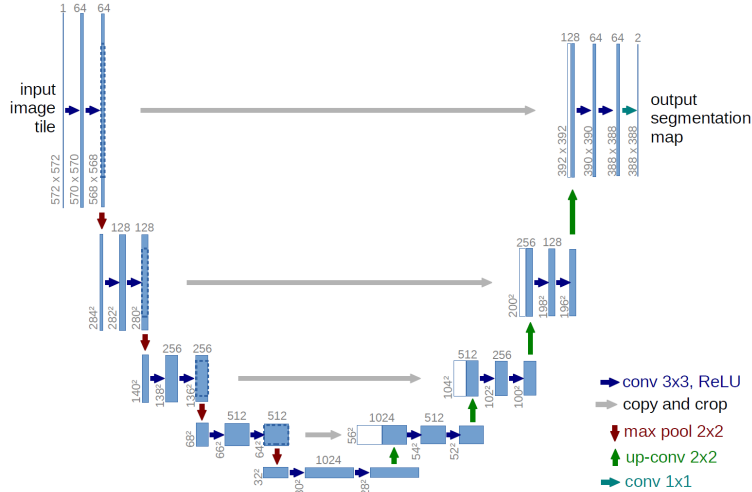 1 64 64
128 64 64 2
input
image
tile
output
segmentation
map
572 x 572
570 x 570
568 x 568
392 x 392
390 x 390
388 x 388
388 x 388
128 128
256 128
284²
282²
280²
200²
198²
196²
256 256
512 256
140²
138²
136²
104²
102²
100²
512 512
1024 512
68²
66²
64²
56²
54²
52²
1024
32²
30²
28²
conv 3x3, ReLU
copy and crop
max pool 2x2
up-conv 2x2
conv 1x1